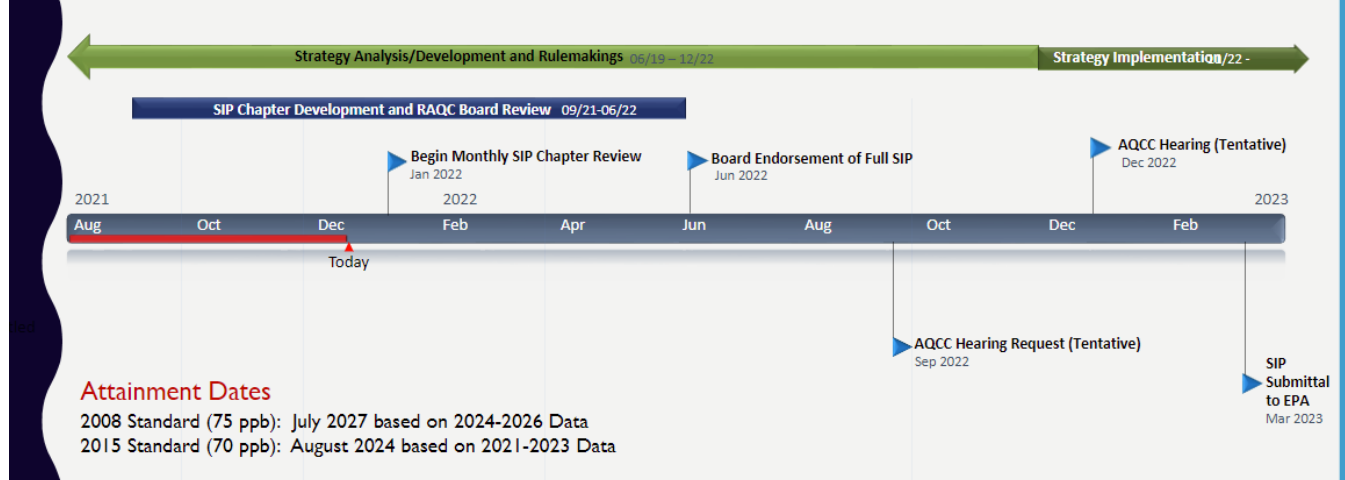 Strategy Analysis/Development and Rulemakings 06/19 – 12/22
Strategy Implementation /22 -
SIP Chapter Development and RAQC Board Review 09/21-06/22
Begin Monthly SIP Chapter Review
Jan 2022
Board Endorsement of Full SIP
Jun 2022
AQCC Hearing (Tentative)
Dec 2022
2021 2022 2023
Aug Oct Dec Feb Apr Jun Aug Oct Dec Feb
Today
AQCC Hearing Request (Tentative)
Sep 2022
SIP
Submittal
to EPA
Mar 2023
Attainment Dates
2008 Standard (75 ppb): July 2027 based on 2024-2026 Data
2015 Standard (70 ppb): August 2024 based on 2021-2023 Data